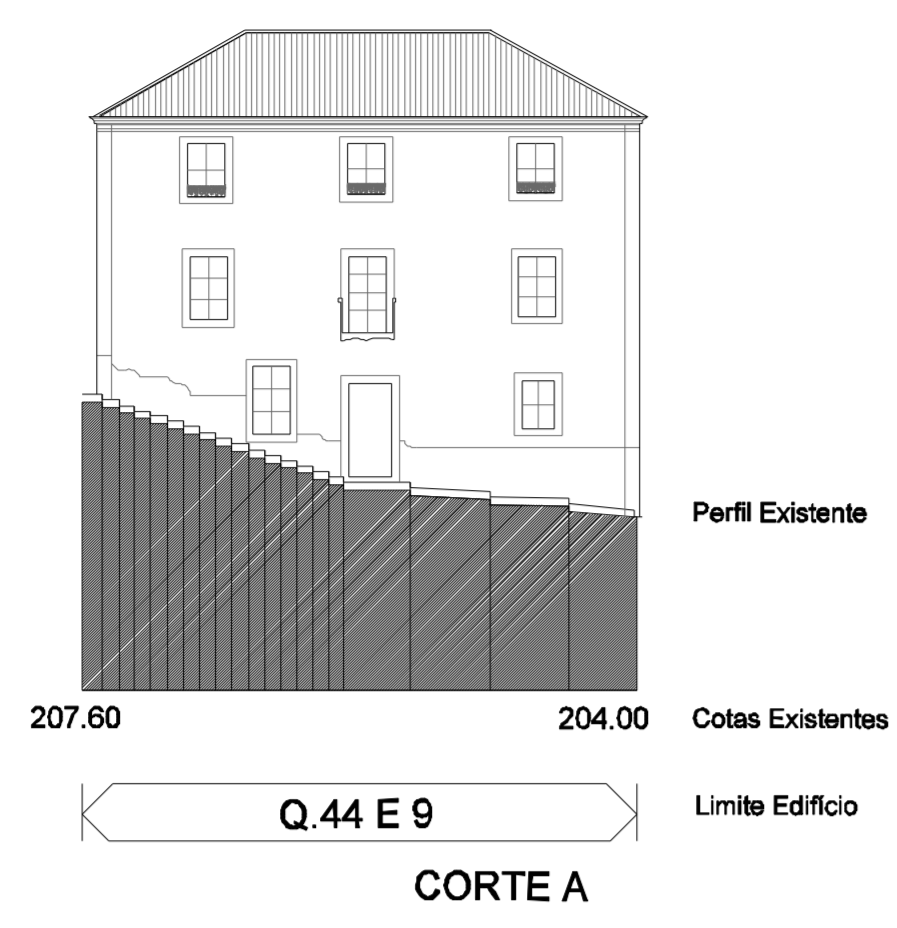 Perfil Existente
207.60 204.00 Cotas Existentes
Q.44 E 9 Limite Edifício
CORTE A